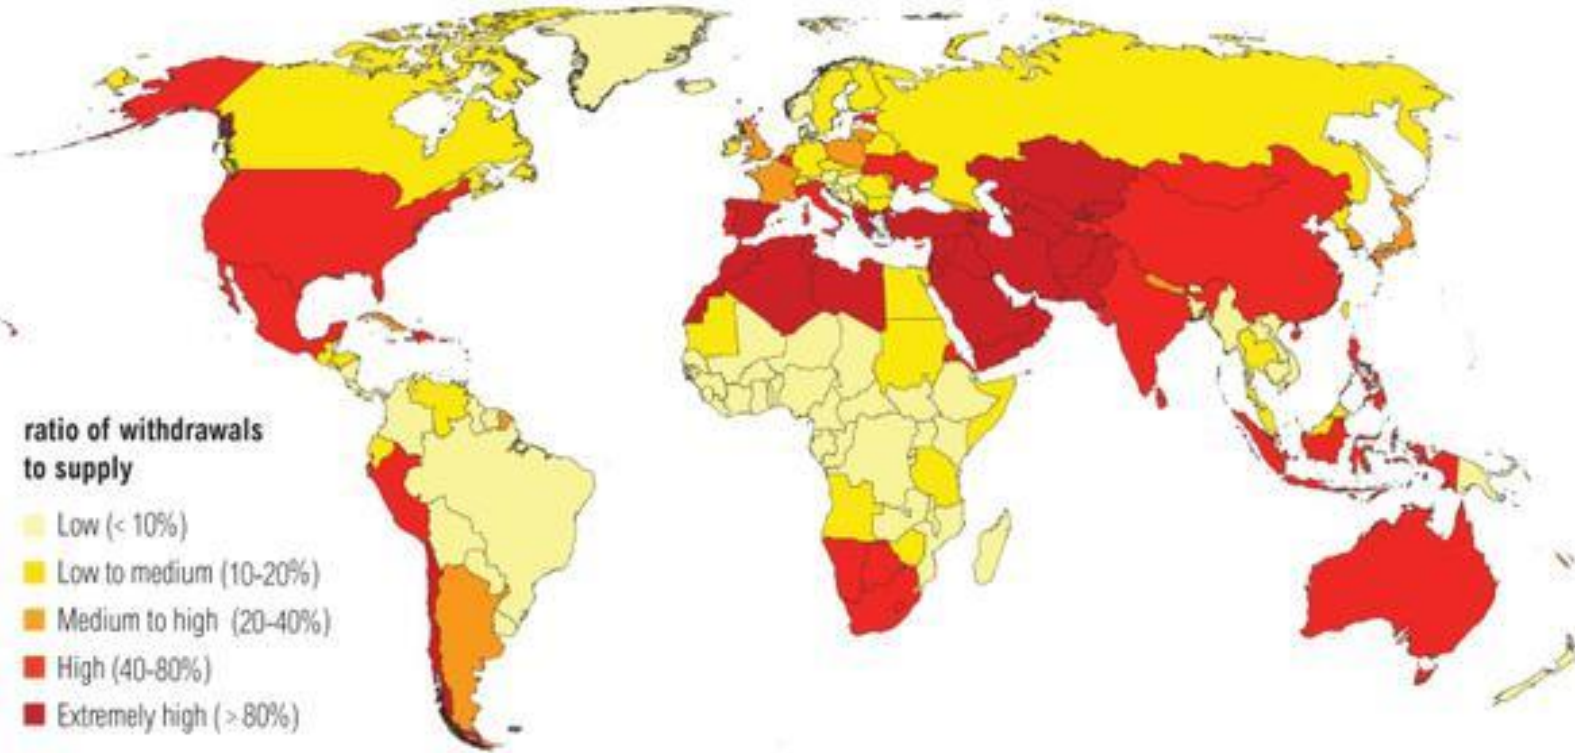 ratio of withdrawals
to supply
Low (< 10%)
Low to medium (10-20%)
Medium to high (20-40%)
High (40-80%)
Extremely high (> 80%)